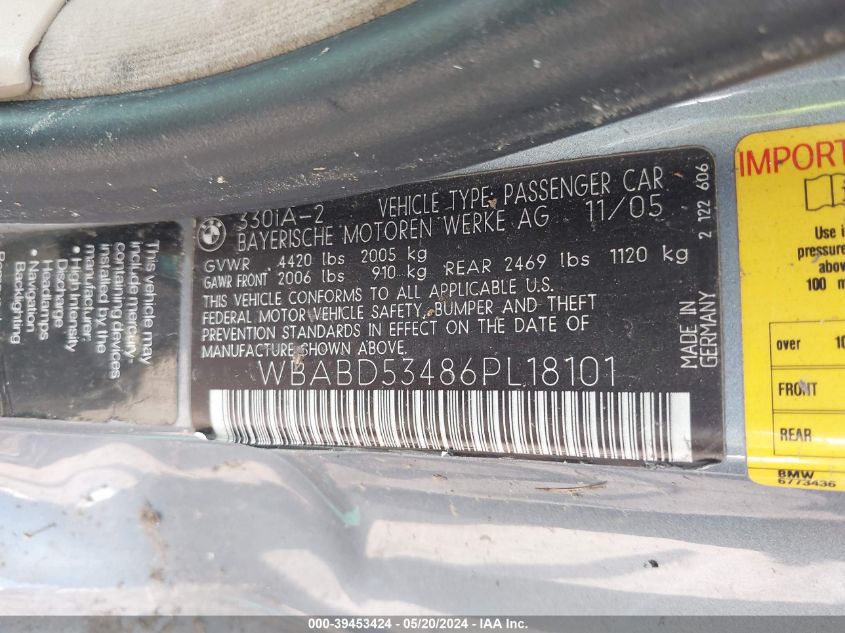 330iA-2 VEHICLE TYPE: PASSENGER CAR
BAYERISCHE MOTOREN WERKE AG 11/05
GVWR 4420 lbs 2005 kg
GAWR FRONT 2006 lbs 910 kg REAR 2469 lbs 1120 kg
THIS VEHICLE CONFORMS TO ALL APPLICABLE U.S.
FEDERAL MOTOR VEHICLE SAFETY, BUMPER AND THEFT
PREVENTION STANDARDS IN EFFECT ON THE DATE OF
MANUFACTURE SHOWN ABOVE.
WBABD53486PL18101
MADE IN
GERMANY
2 122 606
This vehicle may
include mercury-
containing devices
installed by the
manufacturer:
High Intensity
Discharge
Headlamps
Navigation
Backlighting
IMPORT
Use i
pressure
abov
100 m
over 10
FRONT
REAR
BMW
6773436
000-39453424 - 05/20/2024 - IAA Inc.